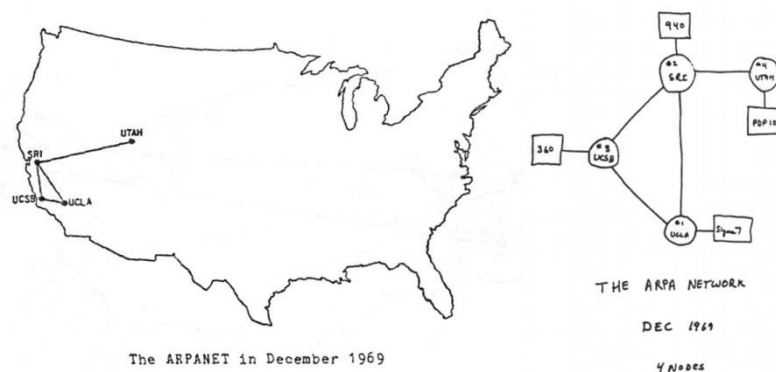 UTAH
SRI
UCSB
UCLA
The ARPANET in December 1969
940
#2
SRI
#4
UTAH
PDP 10
360
#3
UCSB
#1
UCLA
Sigma 7
THE ARPA NETWORK
DEC 1969
4 NODES